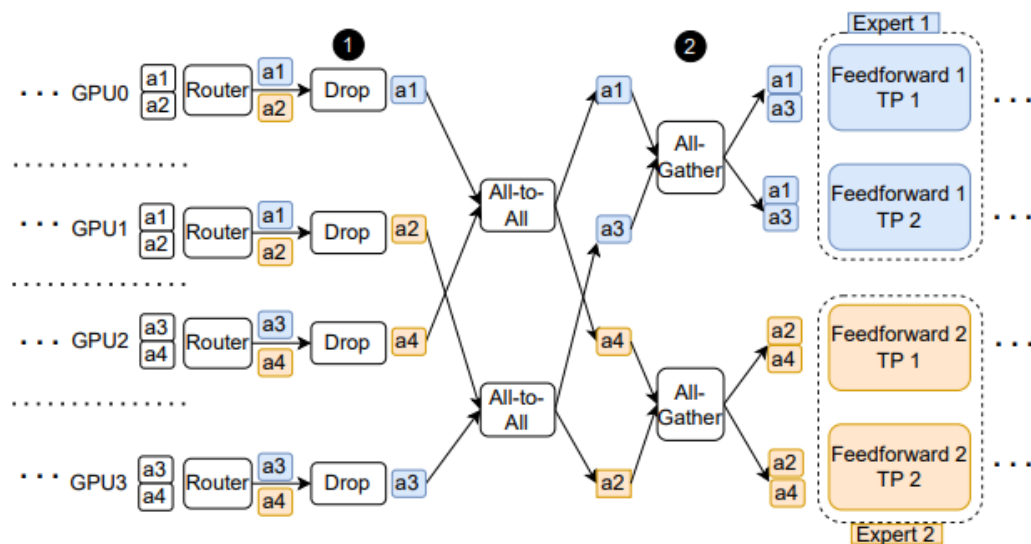 Expert 1
1
2
a1
a2
GPU0
Router
a1
a2
Drop
a1
a1
All-
Gather
a1
a3
Feedforward 1
TP 1
GPU1
a1
a2
Router
a1
a2
Drop
a2
All-to-
All
a3
a1
a3
Feedforward 1
TP 2
GPU2
a3
a4
Router
a3
a4
Drop
a4
a4
a2
a4
Feedforward 2
TP 1
All-to-
All
All-
Gather
GPU3
a3
a4
Router
a3
a4
Drop
a3
a2
a2
a4
Feedforward 2
TP 2
Expert 2